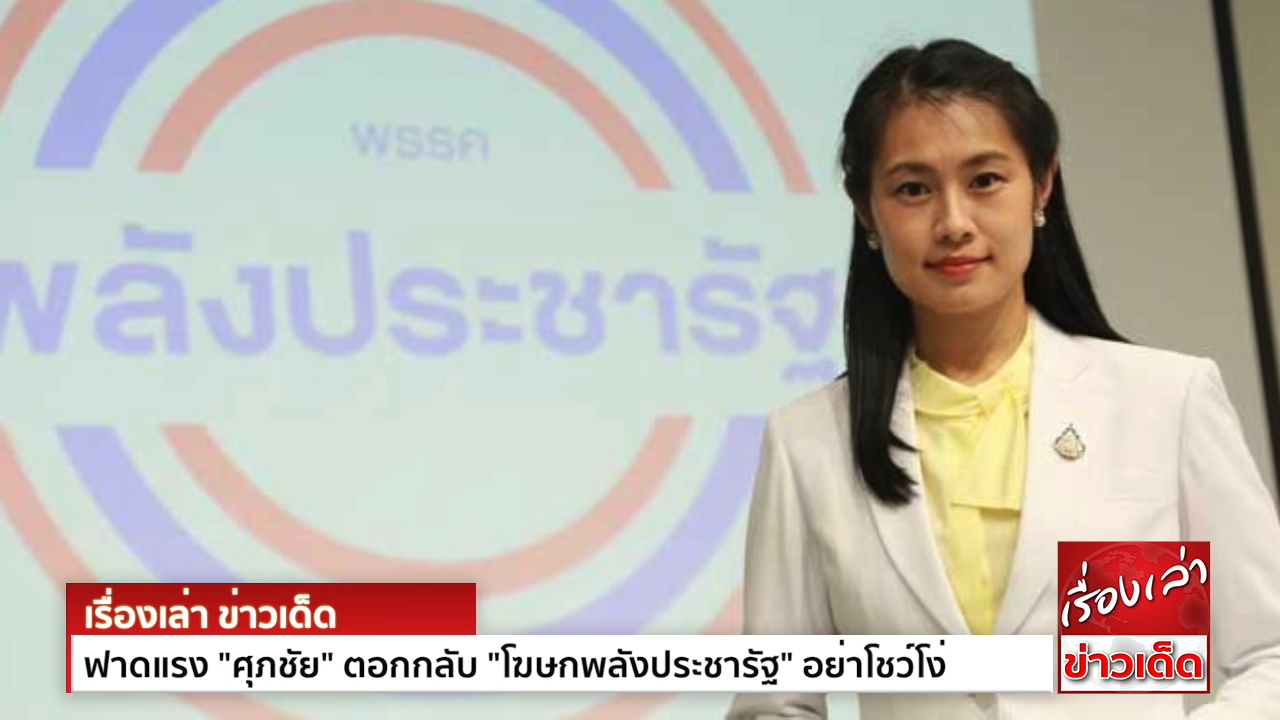 พรรค
พลังประชารัฐ
เรื่องเล่า ข่าวเด็ด
ฟาดแรง "ศุภชัย" ตอกกลับ "โฆษกพลังประชารัฐ" อย่าโชว์โง่
เรื่องเล่า
ข่าวเด็ด